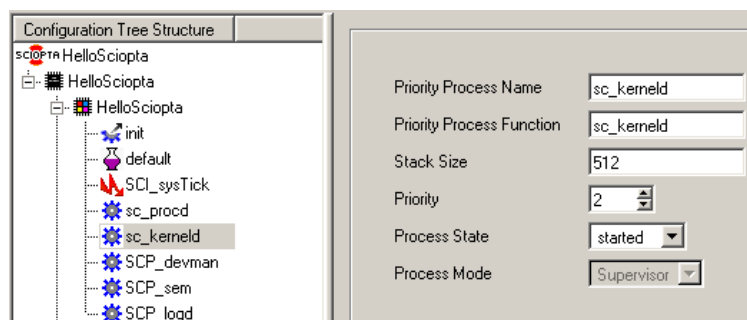 Configuration Tree Structure
SCIOPTA HelloSciopta
HelloSciopta
HelloSciopta
init
default
SCI_sysTick
sc_procd
sc_kerneld
SCP_devman
SCP_sem
SCP_logd
Priority Process Name sc_kerneld
Priority Process Function sc_kerneld
Stack Size 512
Priority 2
Process State started
Process Mode Supervisor